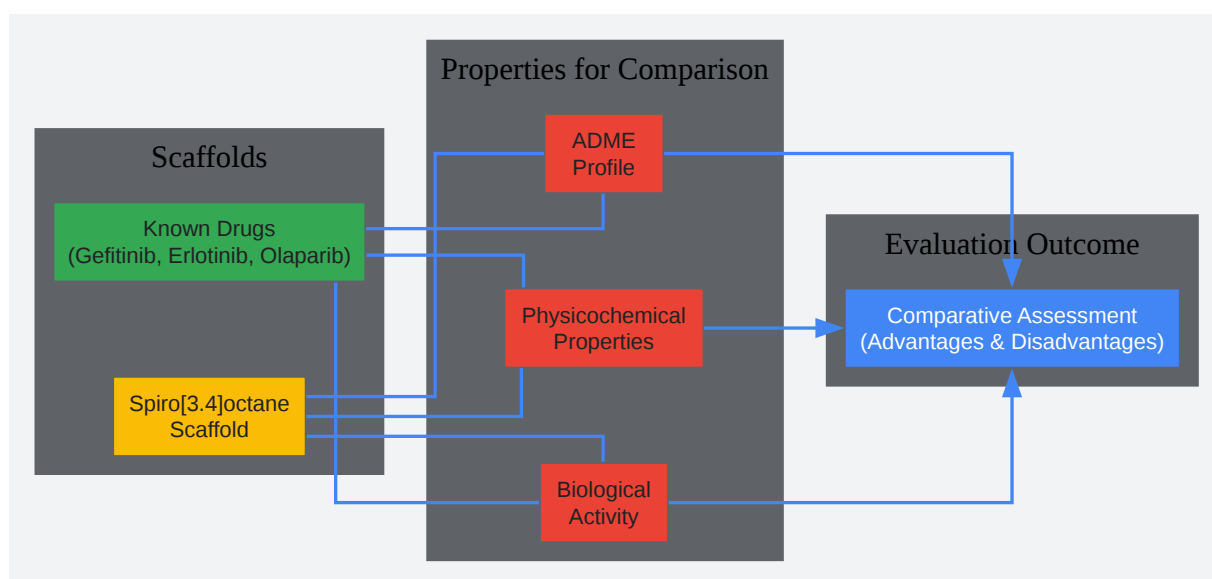 Scaffolds
Known Drugs
(Gefitinib, Erlotinib, Olaparib)
Spiro[3.4]octane
Scaffold
Properties for Comparison
ADME
Profile
Physicochemical
Properties
Biological
Activity
Evaluation Outcome
Comparative Assessment
(Advantages & Disadvantages)